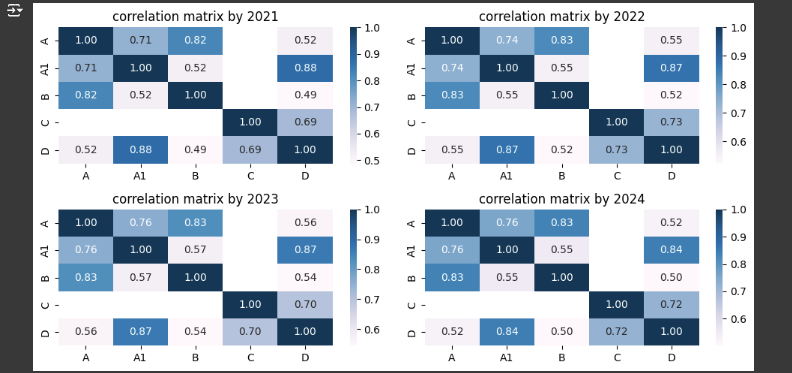 correlation matrix by 2021
A 1.00 0.71 0.82 0.52
A1 0.71 1.00 0.52 0.88
B 0.82 0.52 1.00 0.49
C 1.00 0.69
D 0.52 0.88 0.49 0.69 1.00
A A1 B C D
1.0
0.9
0.8
0.7
0.6
0.5
correlation matrix by 2022
A 1.00 0.74 0.83 0.55
A1 0.74 1.00 0.55 0.87
B 0.83 0.55 1.00 0.52
C 1.00 0.73
D 0.55 0.87 0.52 0.73 1.00
A A1 B C D
1.0
0.9
0.8
0.7
0.6
correlation matrix by 2023
A 1.00 0.76 0.83 0.56
A1 0.76 1.00 0.57 0.87
B 0.83 0.57 1.00 0.54
C 1.00 0.70
D 0.56 0.87 0.54 0.70 1.00
A A1 B C D
1.0
0.9
0.8
0.7
0.6
correlation matrix by 2024
A 1.00 0.76 0.83 0.52
A1 0.76 1.00 0.55 0.84
B 0.83 0.55 1.00 0.50
C 1.00 0.72
D 0.52 0.84 0.50 0.72 1.00
A A1 B C D
1.0
0.9
0.8
0.7
0.6